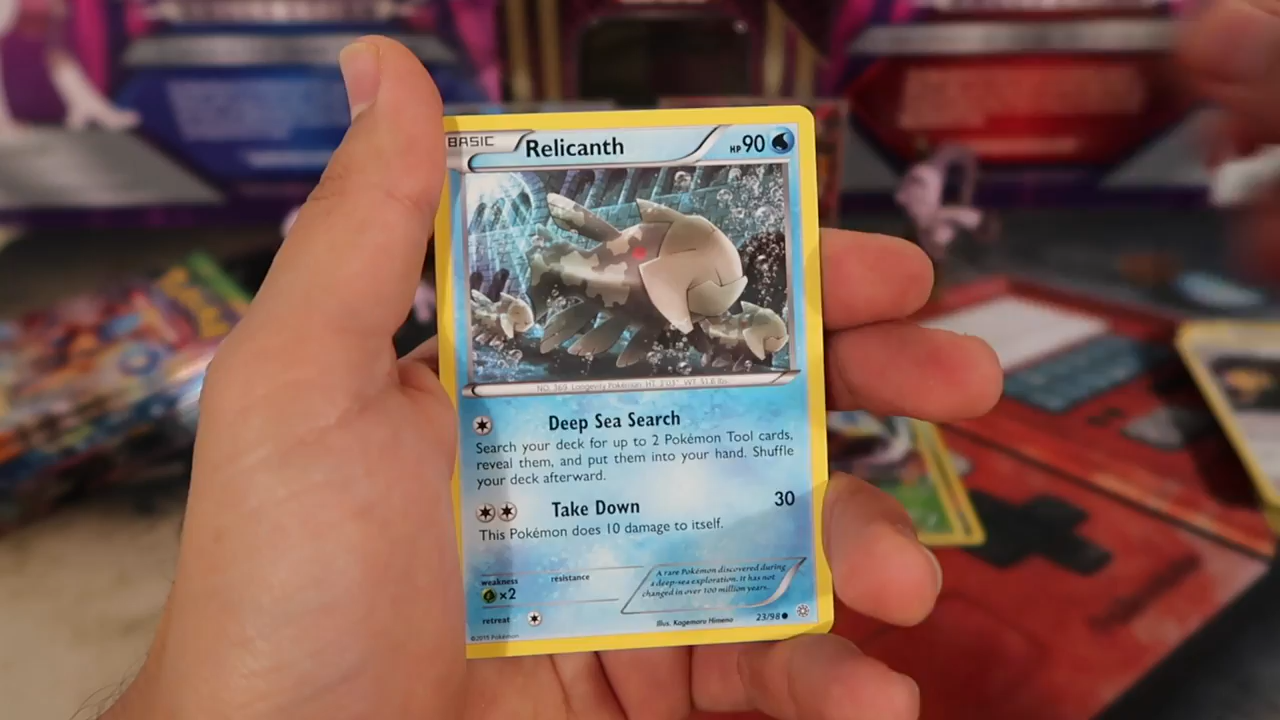 BASIC Relicanth HP 90
NO. 369 Longevity Pokémon HT. 3'03" WT. 51.6 lbs.
Deep Sea Search
Search your deck for up to 2 Pokémon Tool cards,
reveal them, and put them into your hand. Shuffle
your deck afterward.
Take Down 30
This Pokémon does 10 damage to itself.
weakness resistance
×2
retreat
A rare Pokémon discovered during
a deep-sea exploration. It has not
changed in over 100 million years.
Illus. Kagemaru Himeno 23/98
©2015 Pokémon